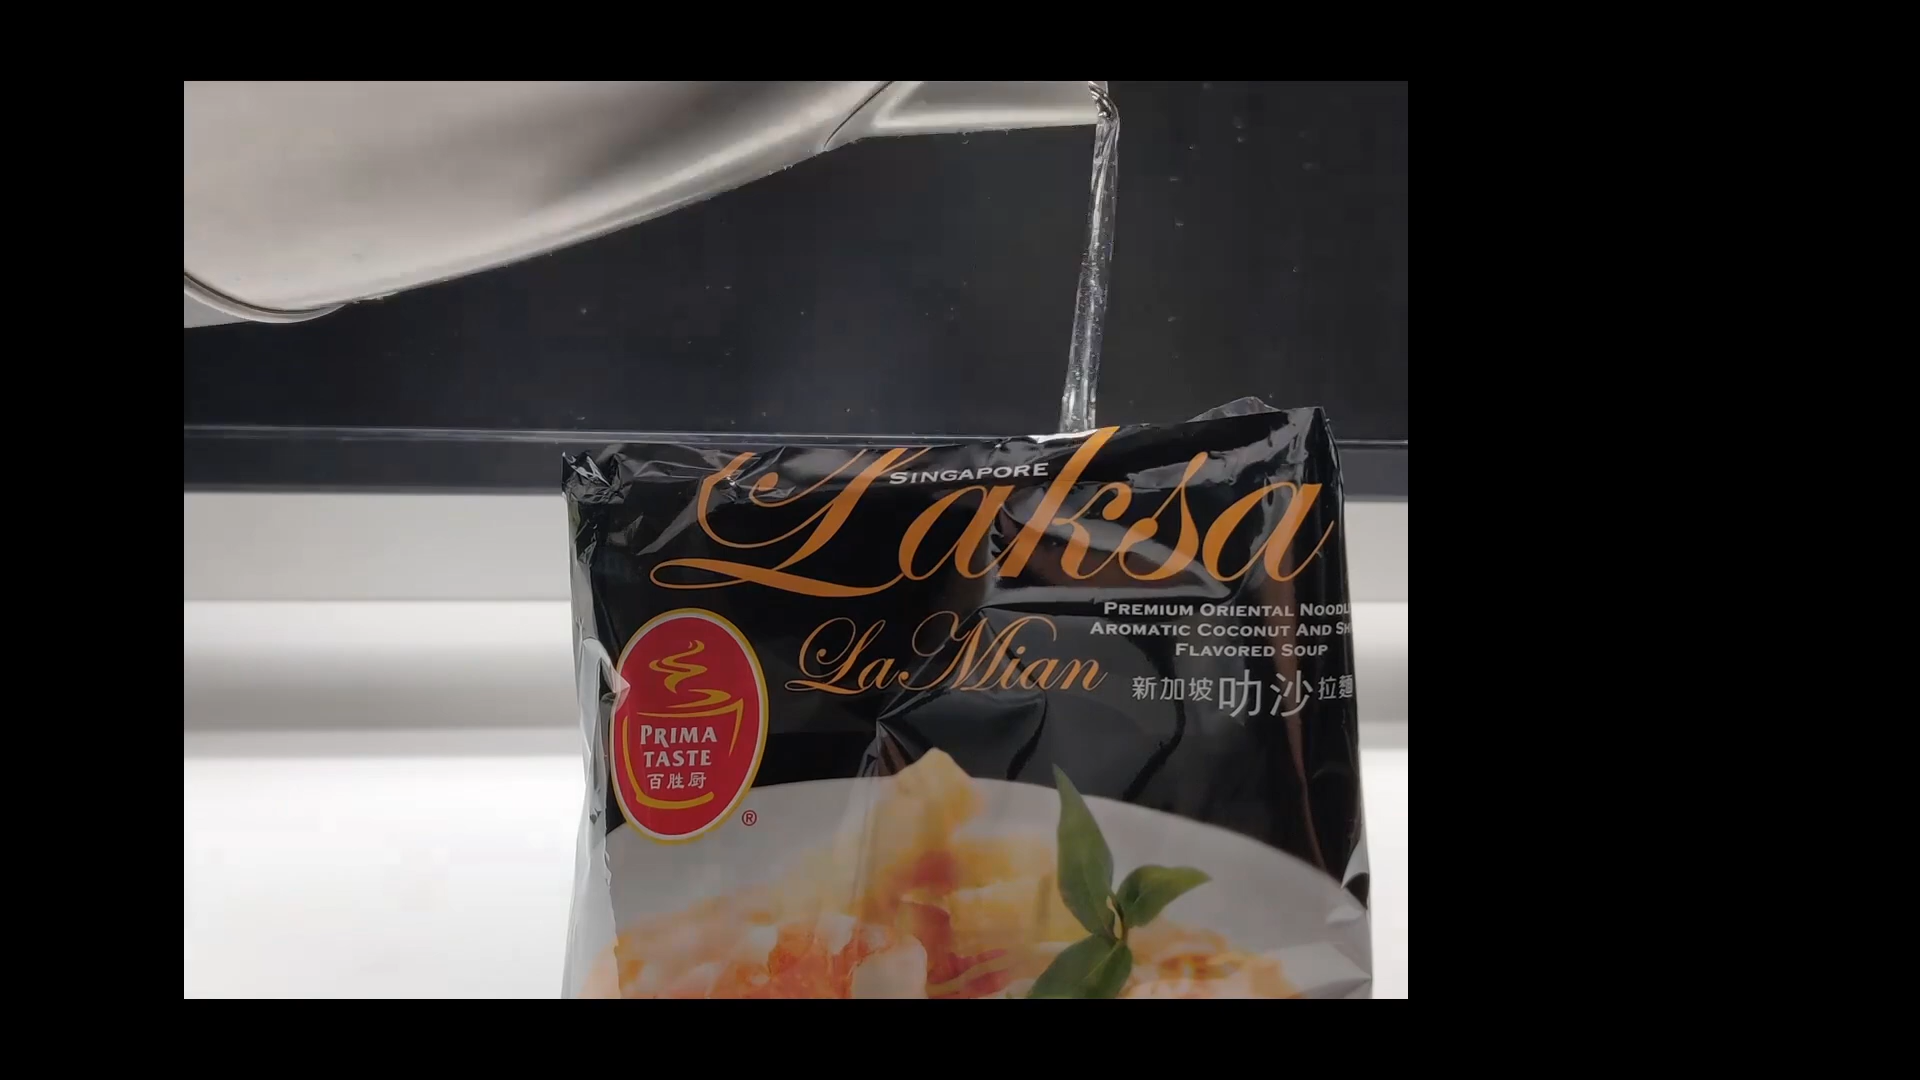 SINGAPORE
Laksa
La Mian
PREMIUM ORIENTAL
AROMATIC COCONUT AND
FLAVORED SOUP
新加坡叻沙拉麵
PRIMA
TASTE
百胜厨
®